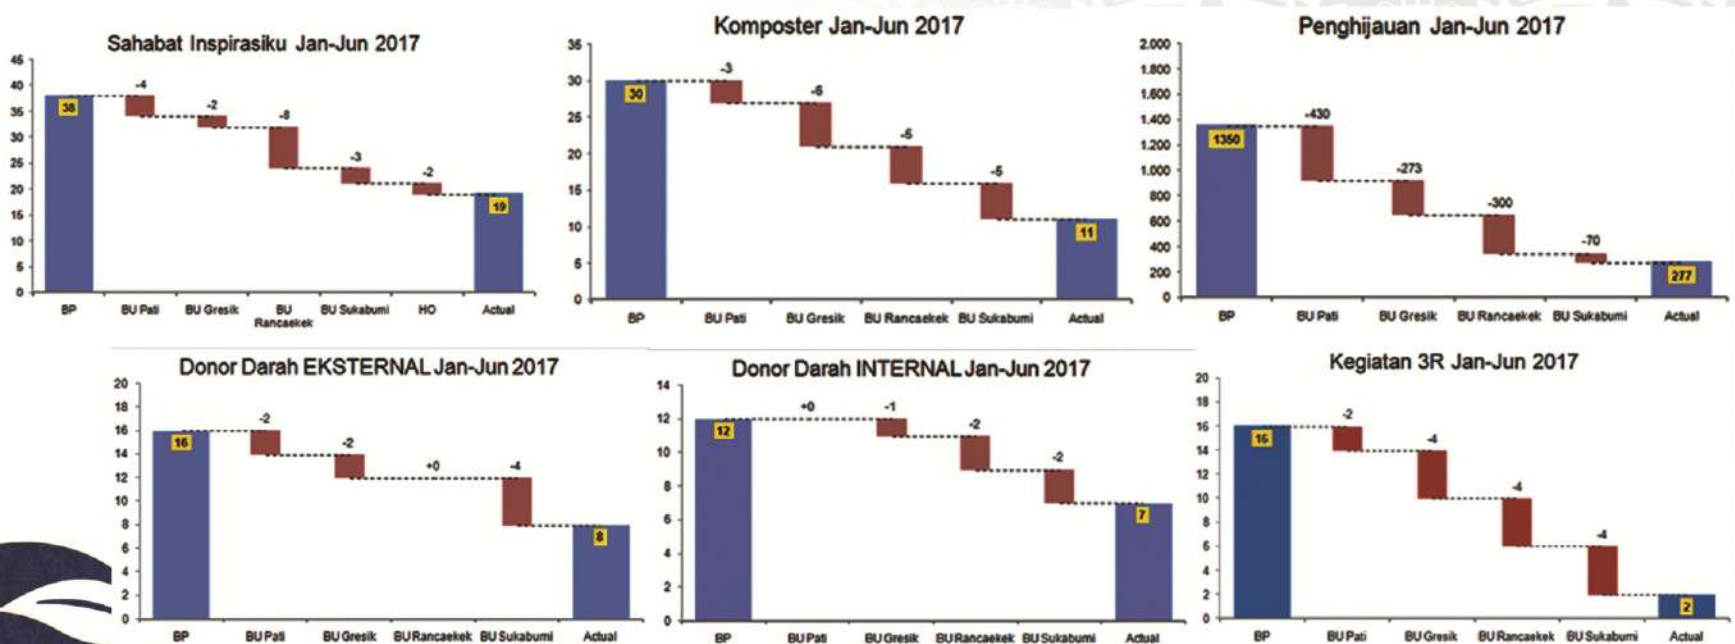 Sahabat Inspirasiku Jan-Jun 2017
45
40
35
30
25
20
15
10
5
0
38
-4
-2
-8
-3
-2
19
BP
BU Pati
BU Gresik
BU Rancaekek
BU Sukabumi
HO
Actual
Komposter Jan-Jun 2017
35
30
25
20
15
10
5
0
30
-3
-6
-5
-5
11
BP
BU Pati
BU Gresik
BU Rancaekek
BU Sukabumi
Actual
Penghijauan Jan-Jun 2017
2.000
1.800
1.600
1.400
1.200
1.000
800
600
400
200
0
1350
-430
-273
-300
-70
277
BP
BU Pati
BU Gresik
BU Rancaekek
BU Sukabumi
Actual
Donor Darah EKSTERNAL Jan-Jun 2017
20
18
16
14
12
10
8
6
4
2
0
16
-2
-2
+0
-4
8
BP
BU Pati
BU Gresik
BU Rancaekek
BU Sukabumi
Actual
Donor Darah INTERNAL Jan-Jun 2017
14
12
10
8
6
4
2
0
12
+0
-1
-2
-2
7
BP
BU Pati
BU Gresik
BU Rancaekek
BU Sukabumi
Actual
Kegiatan 3R Jan-Jun 2017
20
18
16
14
12
10
8
6
4
2
0
16
-2
-4
-4
-4
2
BP
BU Pati
BU Gresik
BU Rancaekek
BU Sukabumi
Actual